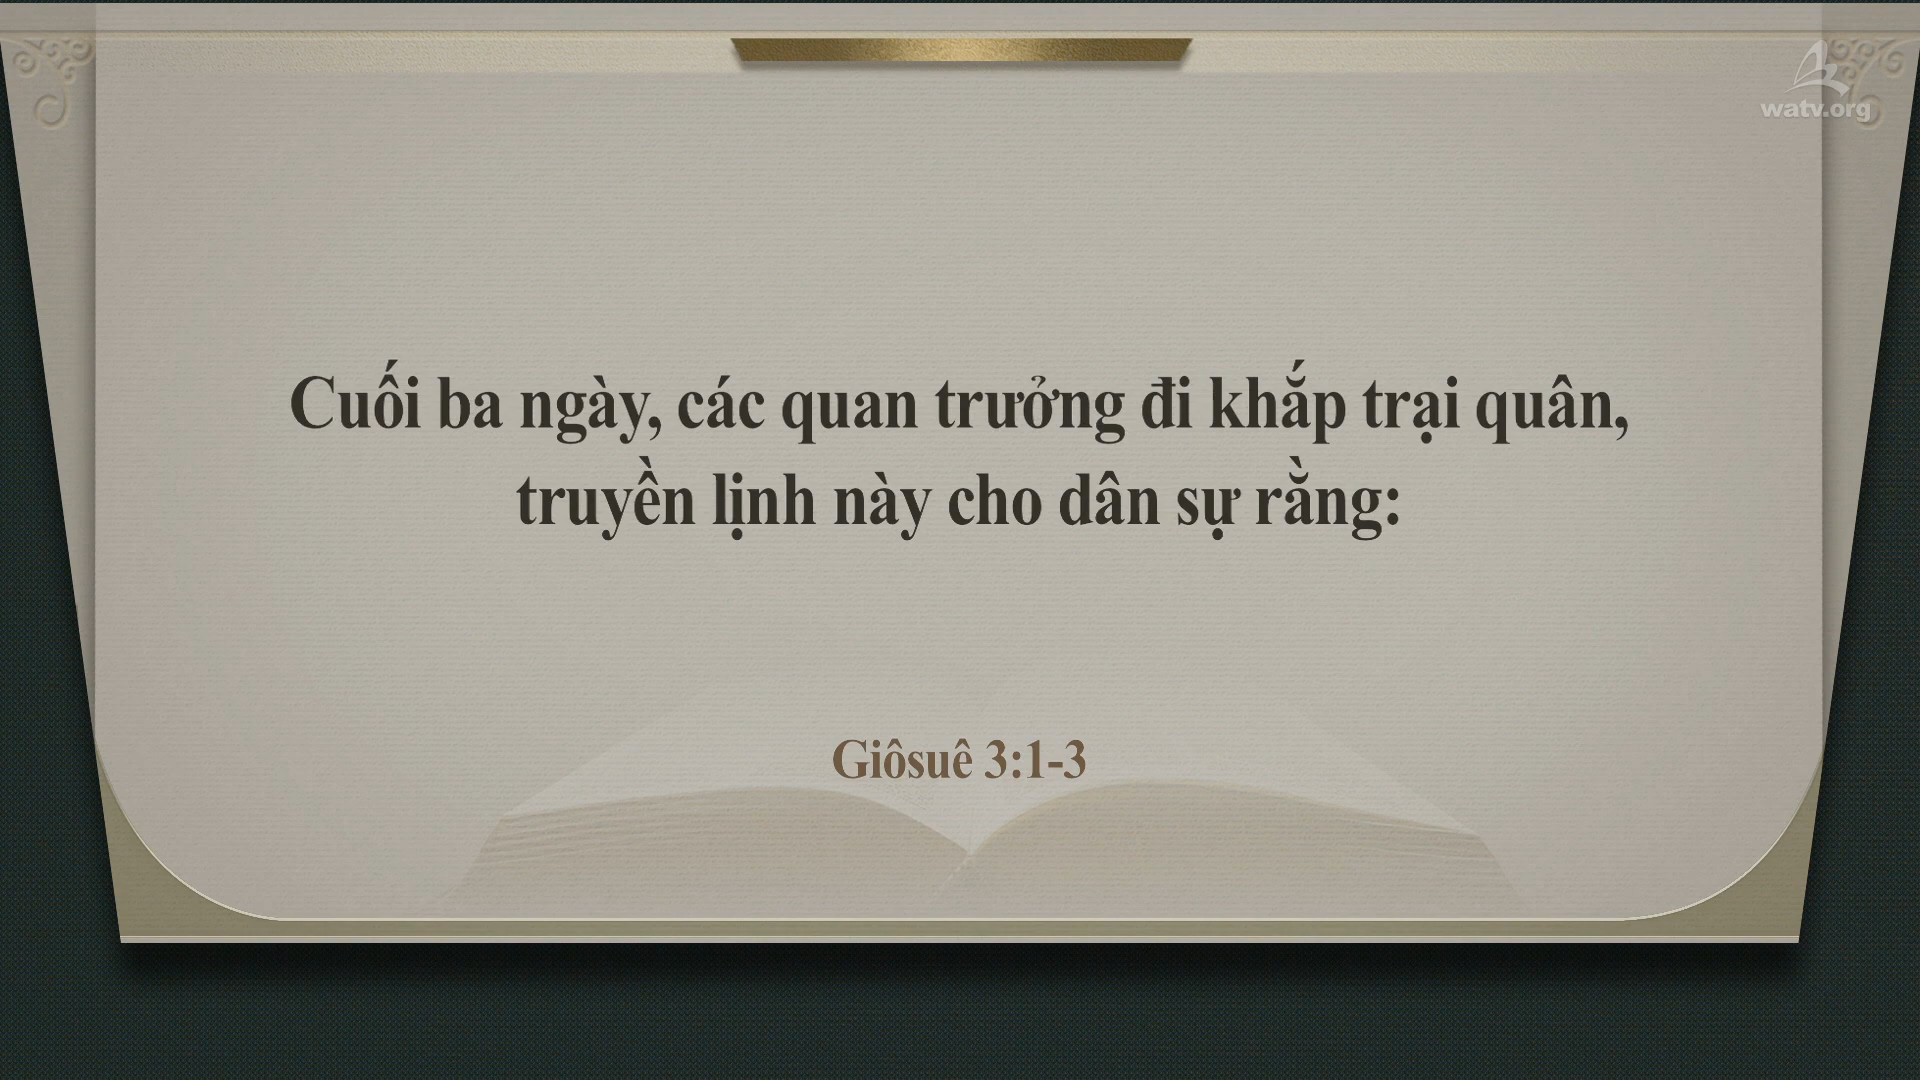 watv.org
Cuối ba ngày, các quan trưởng đi khắp trại quân,
truyền lịnh này cho dân sự rằng:
Giôsuê 3:1-3